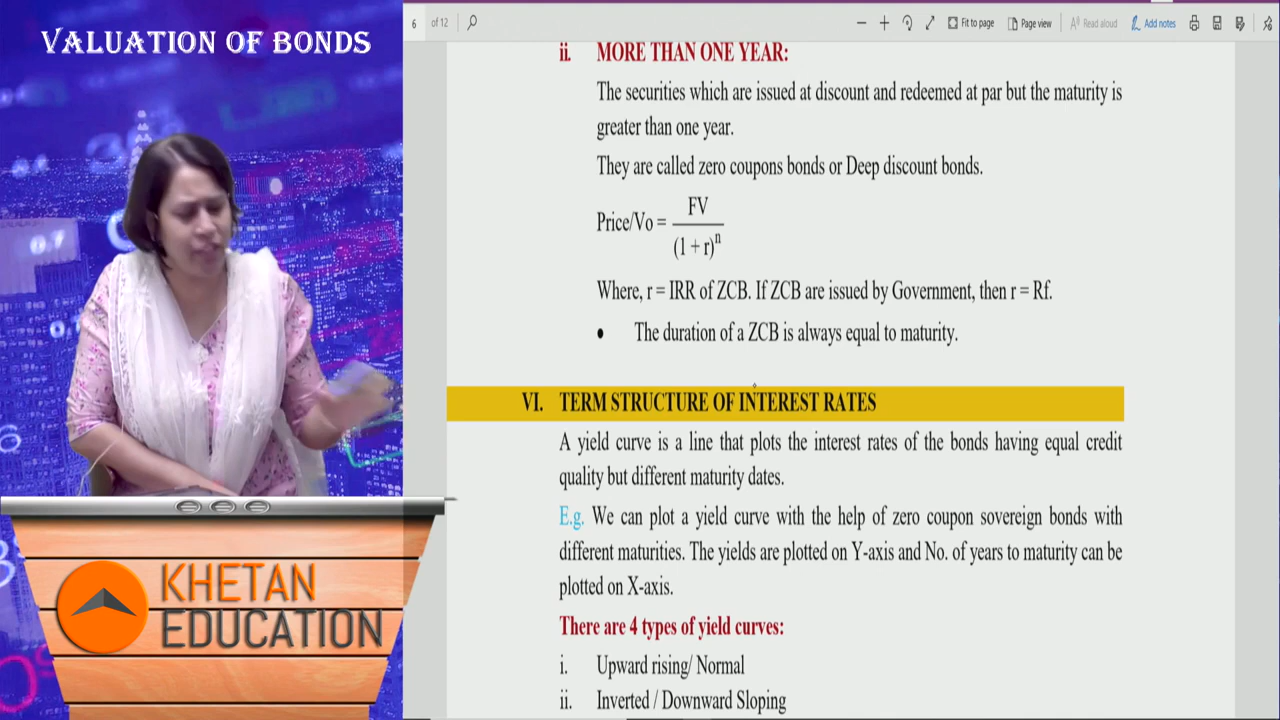 VALUATION OF BONDS
6 of 12
Fit to page
Page view
Read aloud
Add notes
ii. MORE THAN ONE YEAR:
The securities which are issued at discount and redeemed at par but the maturity is
greater than one year.
They are called zero coupons bonds or Deep discount bonds.
Price/Vo = FV
(1 + r)n
Where, r = IRR of ZCB. If ZCB are issued by Government, then r = Rf.
• The duration of a ZCB is always equal to maturity.
VI. TERM STRUCTURE OF INTEREST RATES
A yield curve is a line that plots the interest rates of the bonds having equal credit
quality but different maturity dates.
E.g. We can plot a yield curve with the help of zero coupon sovereign bonds with
different maturities. The yields are plotted on Y-axis and No. of years to maturity can be
plotted on X-axis.
There are 4 types of yield curves:
i. Upward rising/ Normal
ii. Inverted / Downward Sloping
KHETAN
EDUCATION